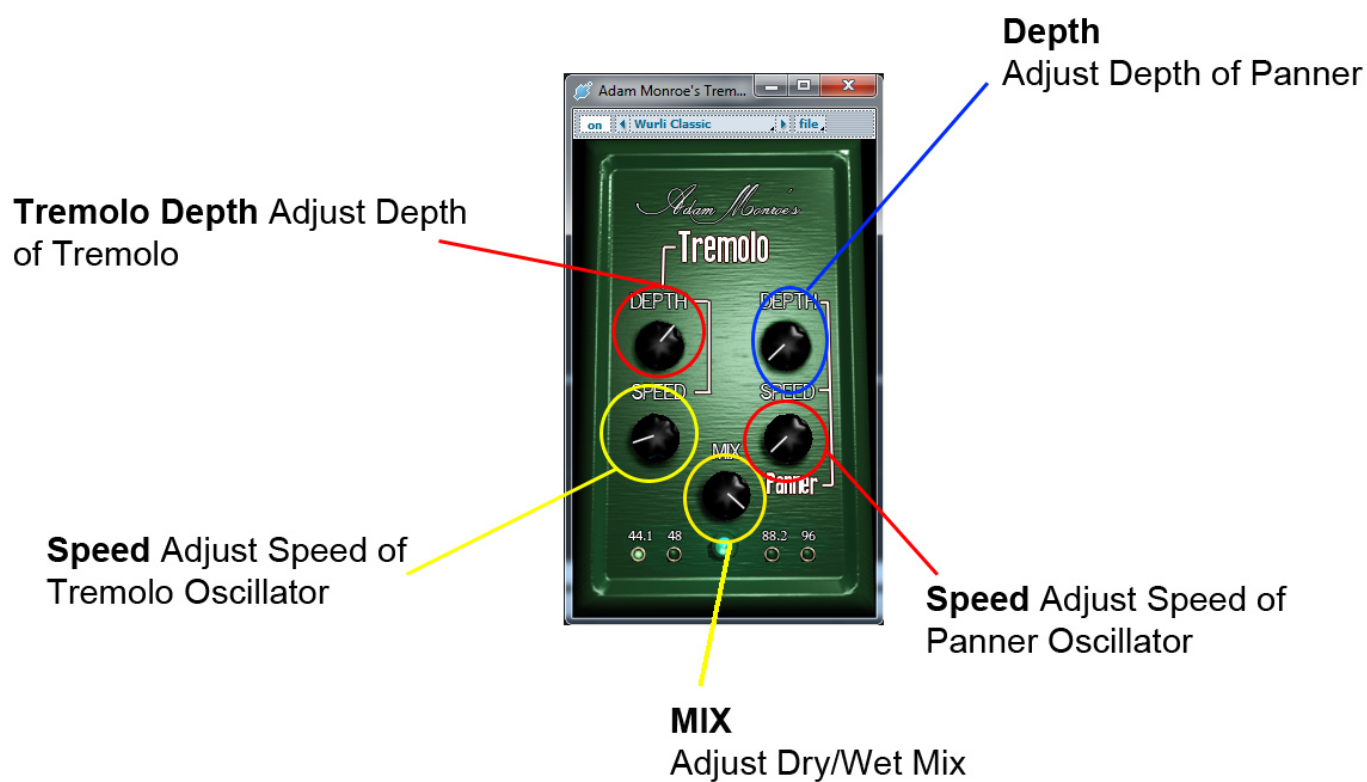 Depth
Adjust Depth of Panner
Adam Monroe's Trem...
on Wurli Classic file
Tremolo Depth Adjust Depth
of Tremolo
Adam Monroe's
Tremolo
DEPTH DEPTH
SPEED SPEED
MIX
Panner
44.1 48 88.2 96
Speed Adjust Speed of
Tremolo Oscillator
Speed Adjust Speed of
Panner Oscillator
MIX
Adjust Dry/Wet Mix